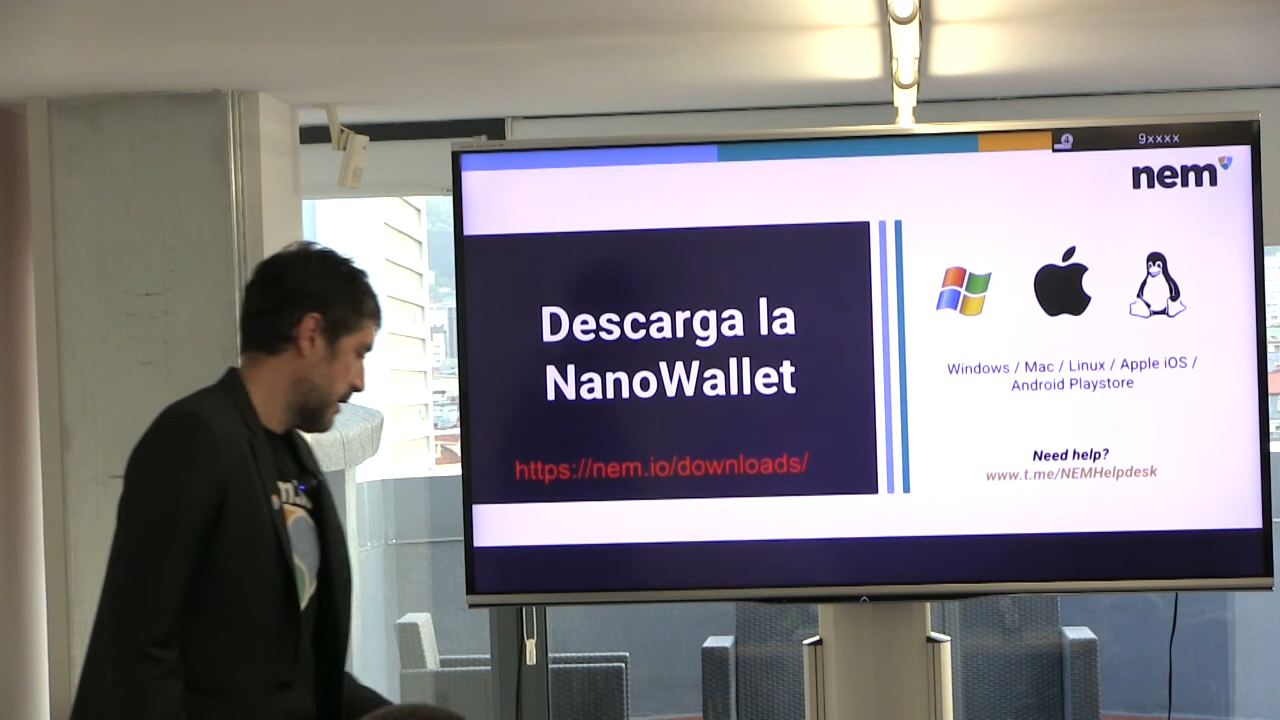 9xxxx
nem
Descarga la
NanoWallet
https://nem.io/downloads/
Windows / Mac / Linux / Apple iOS /
Android Playstore
Need help?
www.t.me/NEMHelpdesk